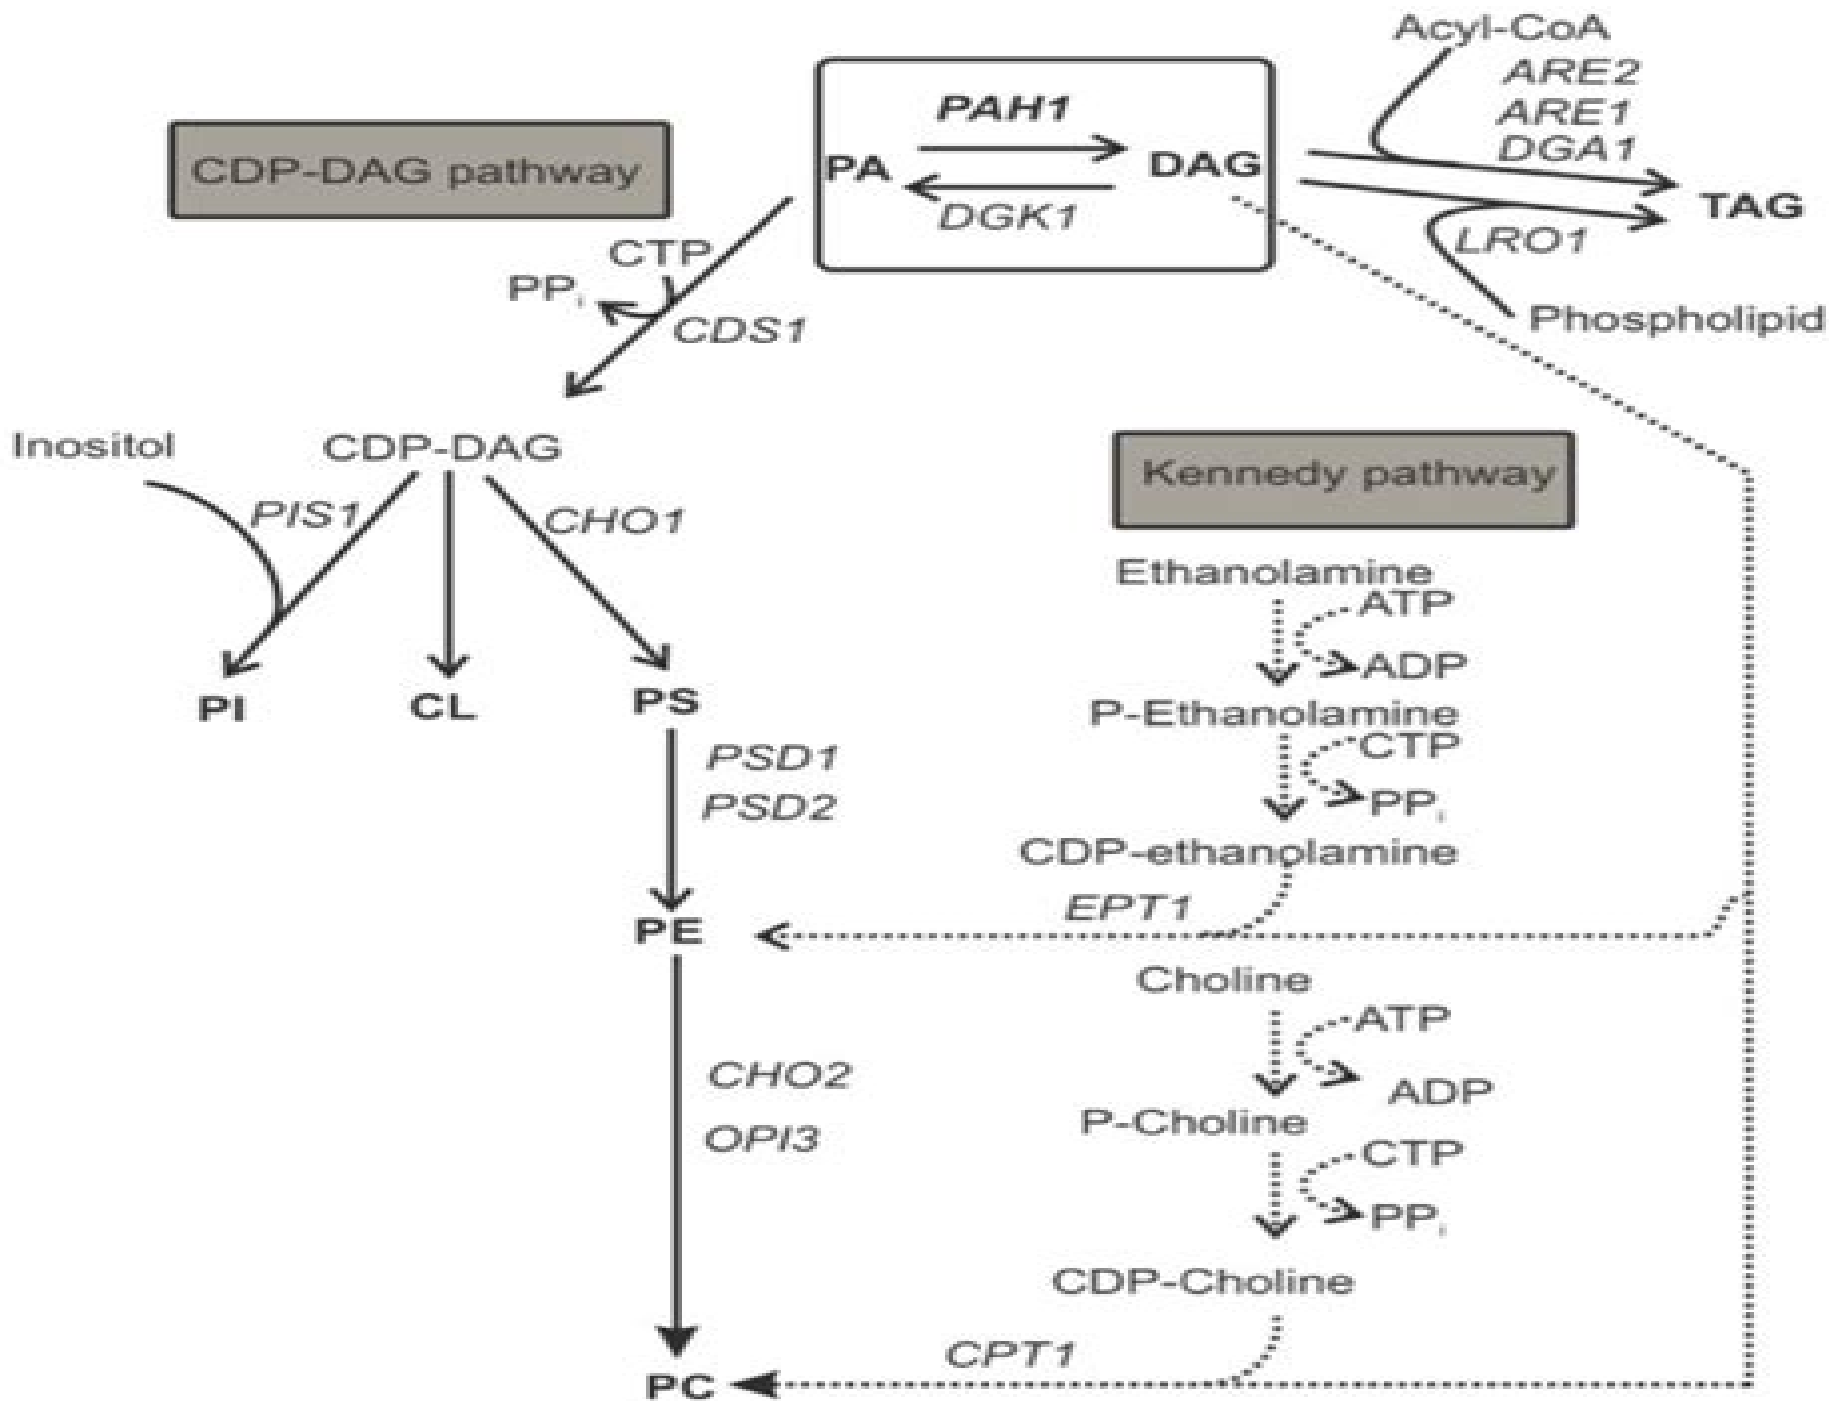 Acyl-CoA
ARE2
ARE1
DGA1
PAH1
CDP-DAG pathway
PA
DAG
TAG
DGK1
LRO1
CTP
PPi
CDS1
Phospholipid
Inositol
CDP-DAG
Kennedy pathway
PIS1
CHO1
Ethanolamine
ATP
ADP
PI
CL
PS
P-Ethanolamine
CTP
PSD1
PSD2
PPi
CDP-ethanolamine
EPT1
PE
Choline
ATP
CHO2
ADP
P-Choline
OPI3
CTP
PPi
CDP-Choline
CPT1
PC